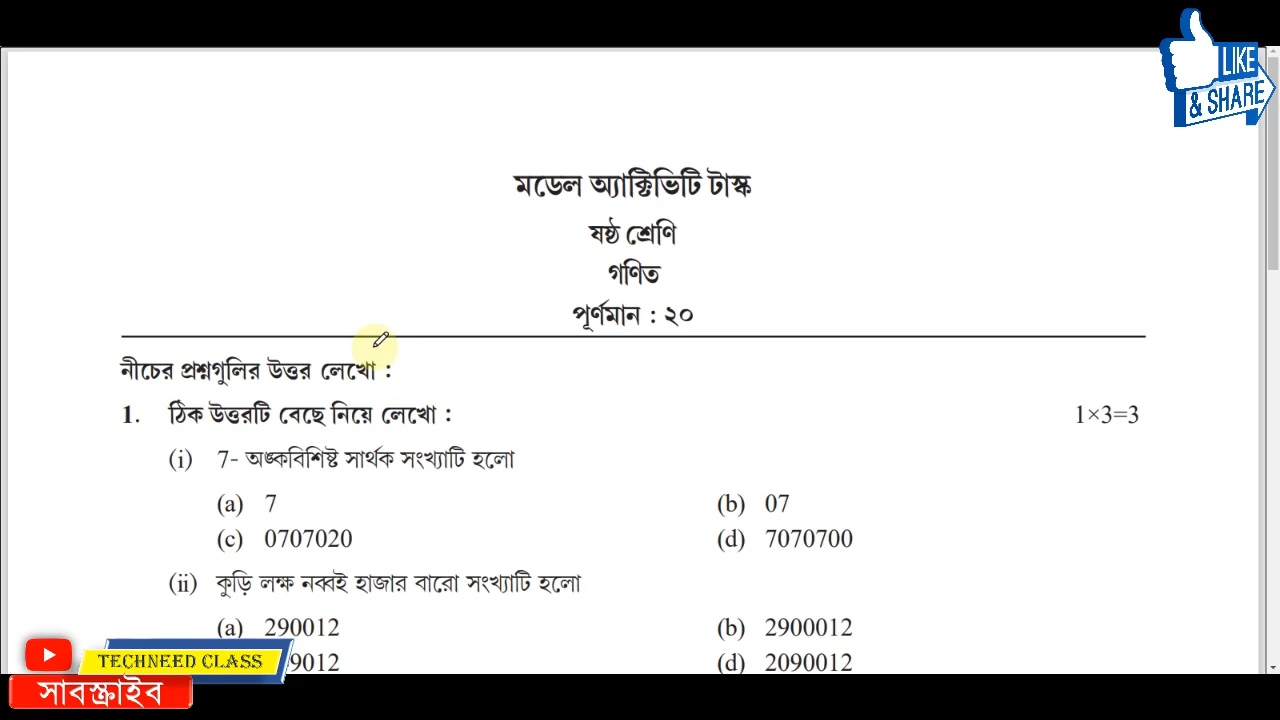 LIKE
& SHARE
মডেল অ্যাক্টিভিটি টাস্ক
ষষ্ঠ শ্রেণি
গণিত
পূর্ণমান : ২০
নীচের প্রশ্নগুলির উত্তর লেখো :
1. ঠিক উত্তরটি বেছে নিয়ে লেখো : 1×3=3
(i) 7- অঙ্কবিশিষ্ট সার্থক সংখ্যাটি হলো
(a) 7 (b) 07
(c) 0707020 (d) 7070700
(ii) কুড়ি লক্ষ নব্বই হাজার বারো সংখ্যাটি হলো
(a) 290012 (b) 2900012
9012 (d) 2090012
TECHNEED CLASS
সাবস্ক্রাইব